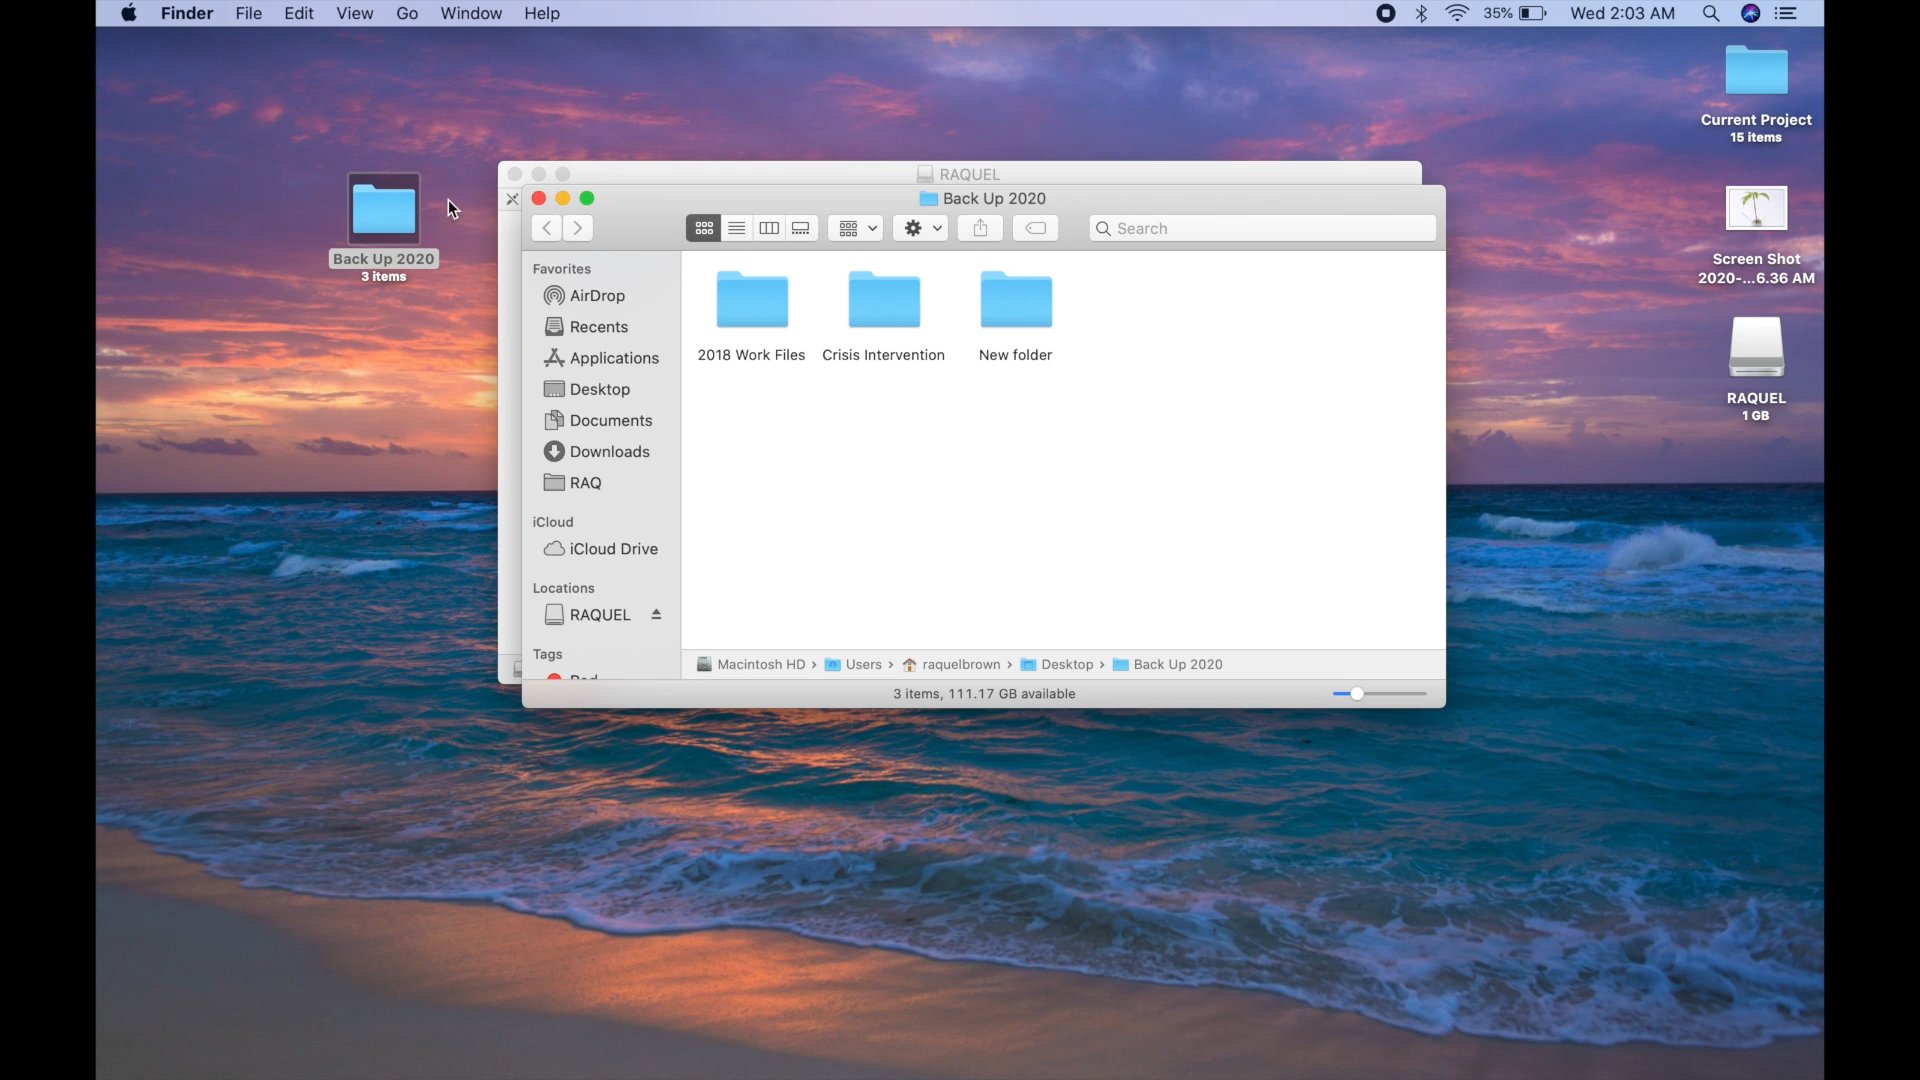 Finder File Edit View Go Window Help 35% Wed 2:03 AM
Current Project
15 items
Back Up 2020
3 items
Screen Shot
2020-...6.36 AM
RAQUEL
1 GB
RAQUEL
Back Up 2020
Search
Favorites
AirDrop
Recents
Applications
Desktop
Documents
Downloads
RAQ
iCloud
iCloud Drive
Locations
RAQUEL
Tags
Red
2018 Work Files Crisis Intervention New folder
Macintosh HD › Users › raquelbrown › Desktop › Back Up 2020
3 items, 111.17 GB available